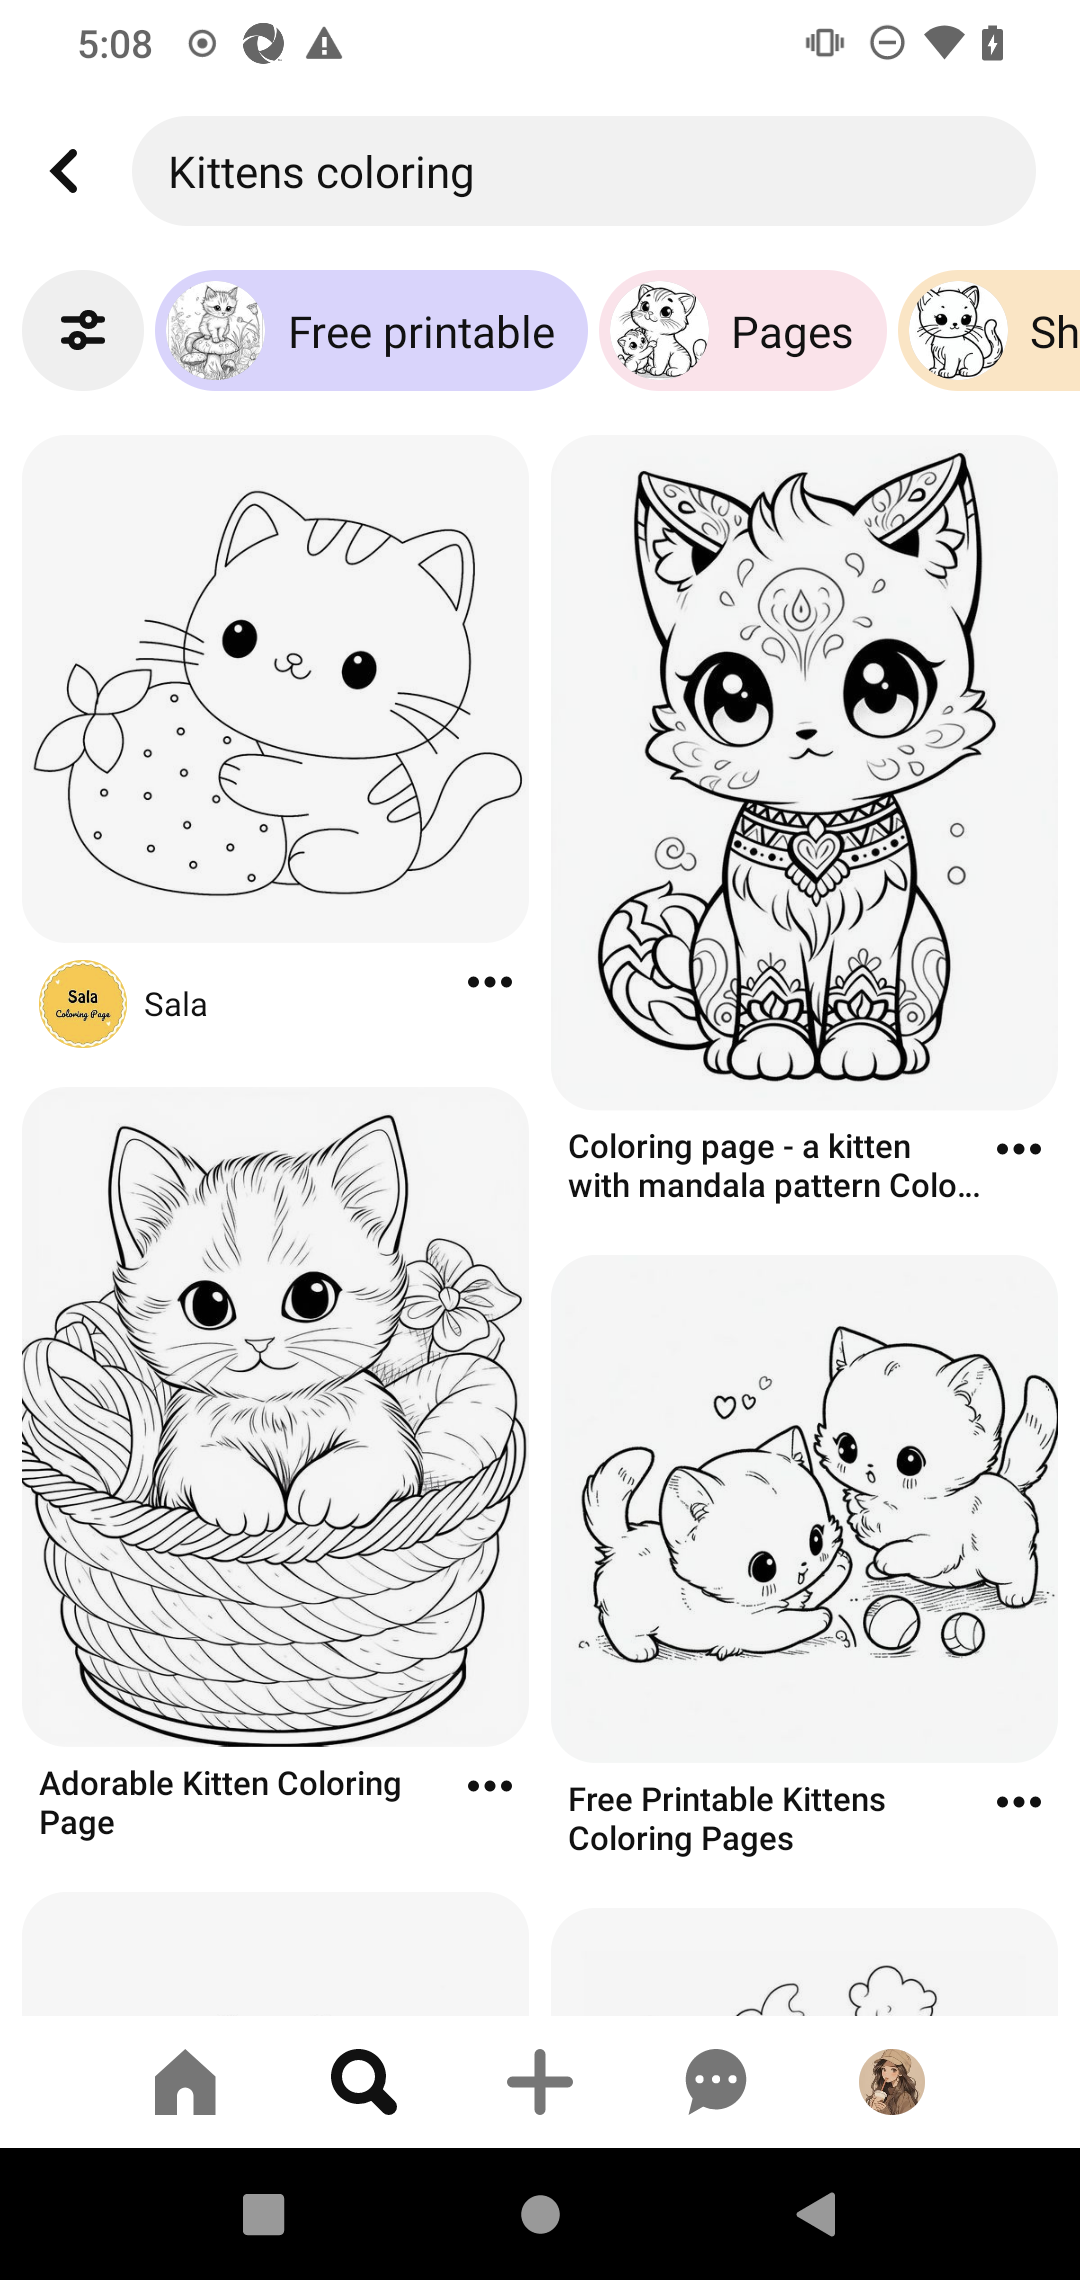 5:08
Kittens coloring
Free printable
Pages
Sh
Sala
Coloring Page
Sala
Coloring page - a kitten
with mandala pattern Colo...
Adorable Kitten Coloring
Page
Free Printable Kittens
Coloring Pages